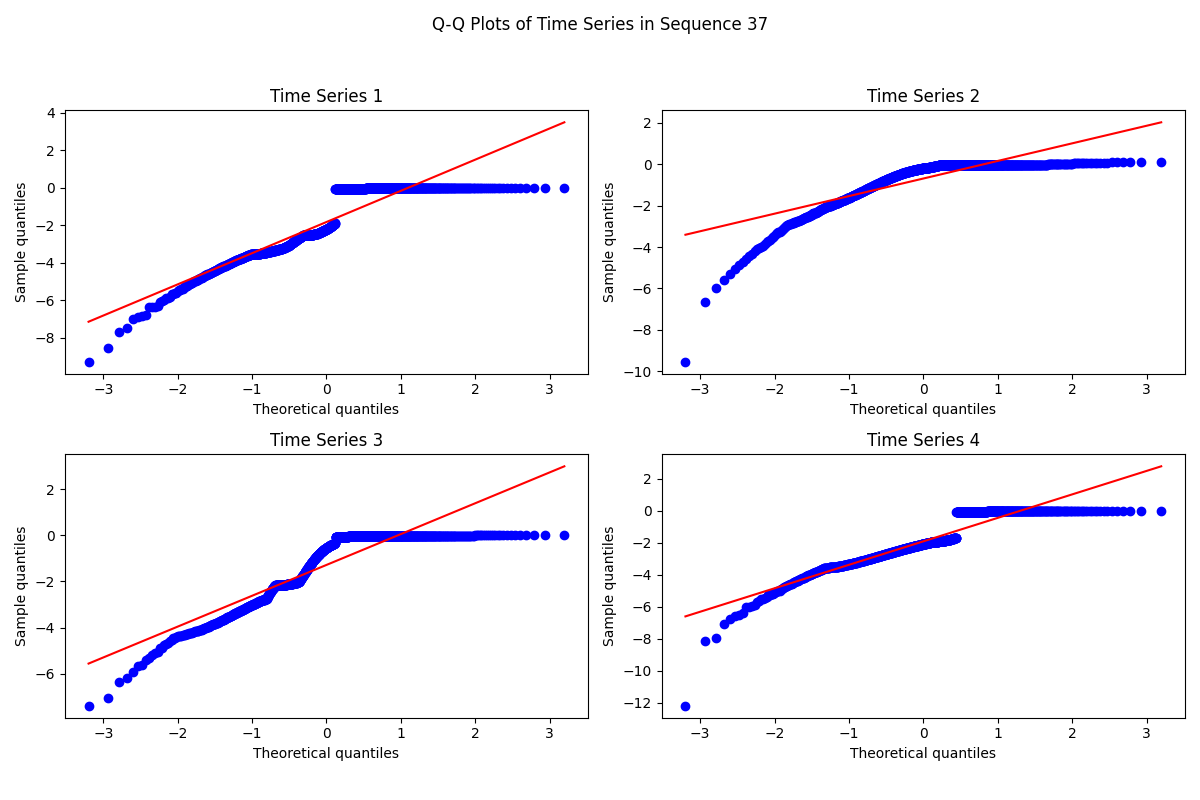 Q-Q Plots of Time Series in Sequence 37
Time Series 1
Sample quantiles
4
2
0
−2
−4
−6
−8
−3 −2 −1 0 1 2 3
Theoretical quantiles
Time Series 2
Sample quantiles
2
0
−2
−4
−6
−8
−10
−3 −2 −1 0 1 2 3
Theoretical quantiles
Time Series 3
Sample quantiles
2
0
−2
−4
−6
−3 −2 −1 0 1 2 3
Theoretical quantiles
Time Series 4
Sample quantiles
2
0
−2
−4
−6
−8
−10
−12
−3 −2 −1 0 1 2 3
Theoretical quantiles